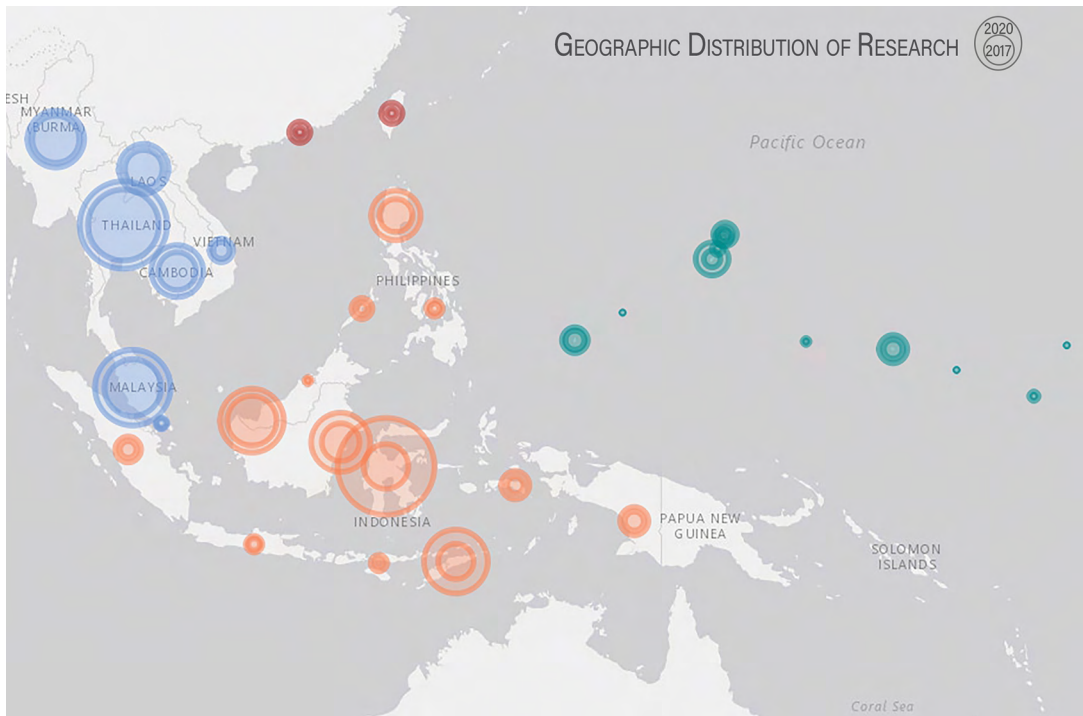 GEOGRAPHIC DISTRIBUTION OF RESEARCH
2020
2017
ESH
MYANMAR
(BURMA)
Pacific Ocean
LAOS
THAILAND
VIETNAM
CAMBODIA
PHILIPPINES
MALAYSIA
INDONESIA
PAPUA NEW
GUINEA
SOLOMON
ISLANDS
Coral Sea